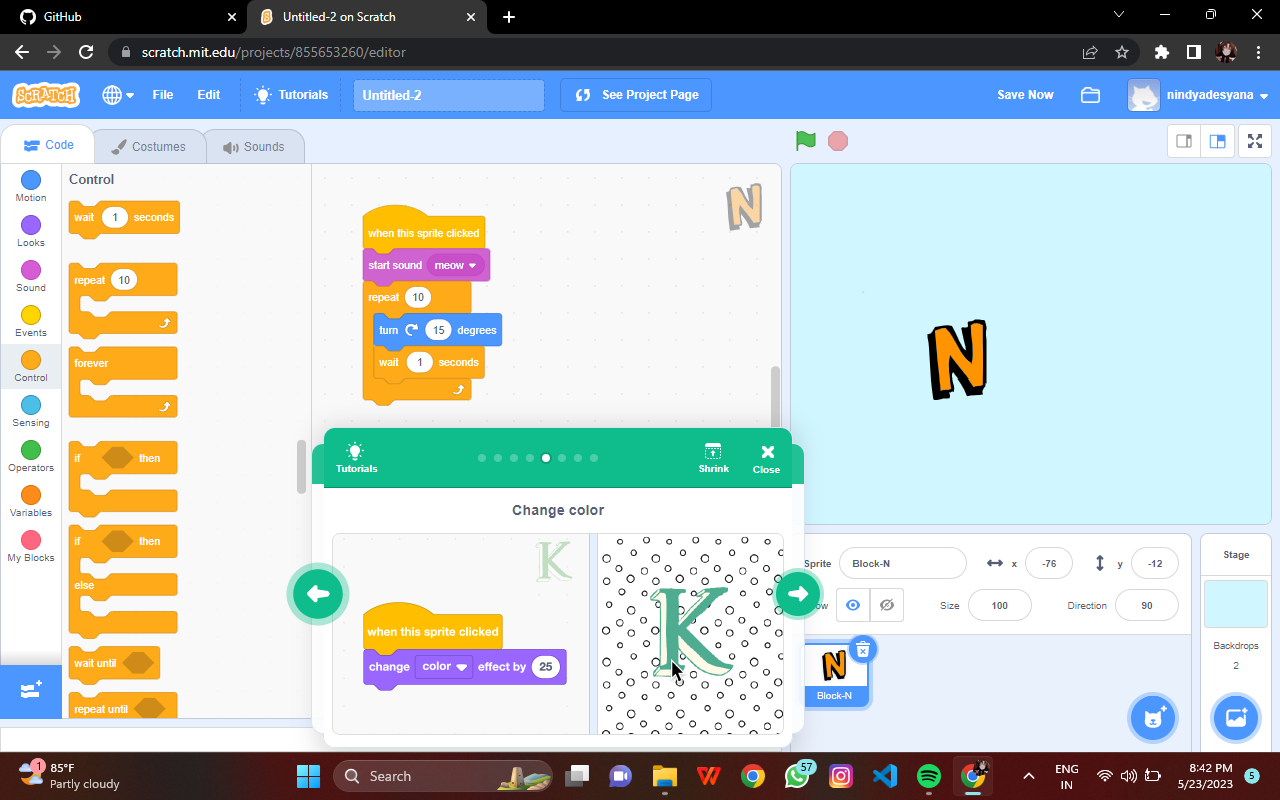 GitHub
Untitled-2 on Scratch
scratch.mit.edu/projects/855653260/editor
SCRATCH
File
Edit
Tutorials
Untitled-2
See Project Page
Save Now
nindyadesyana
Code
Costumes
Sounds
Motion
Looks
Sound
Events
Control
Sensing
Operators
Variables
My Blocks
Control
wait 1 seconds
repeat 10
forever
if then
if then
else
wait until
repeat until
when this sprite clicked
start sound meow
repeat 10
turn 15 degrees
wait 1 seconds
N
N
Tutorials
Shrink
Close
Change color
K
when this sprite clicked
change color effect by 25
K
Sprite
Block-N
x
-76
y
-12
Size
100
Direction
90
N
Block-N
Stage
Backdrops
2
1
85°F
Partly cloudy
Search
57
ENG
IN
8:42 PM
5/23/2023
5